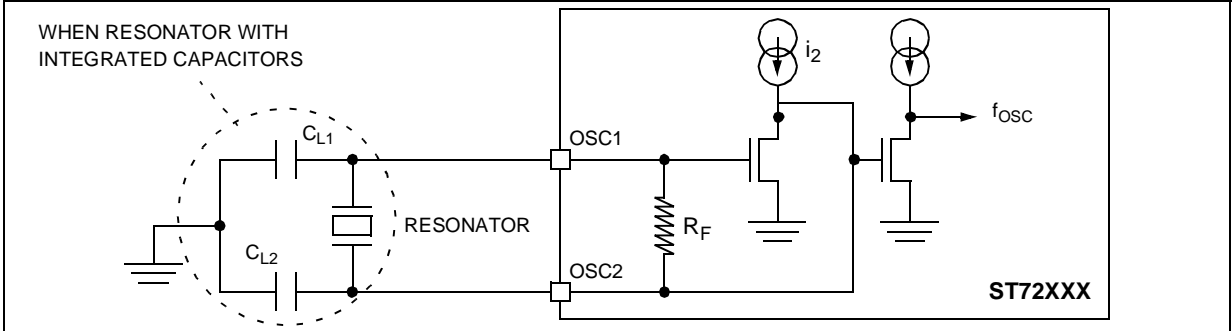 WHEN RESONATOR WITH
INTEGRATED CAPACITORS
i2
fOSC
CL1
OSC1
RESONATOR
RF
CL2
OSC2
ST72XXX